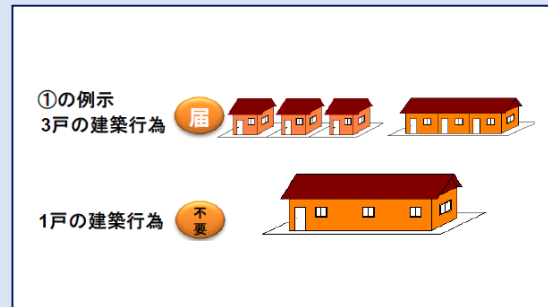 ①の例示
3戸の建築行為
届
1戸の建築行為
不
要